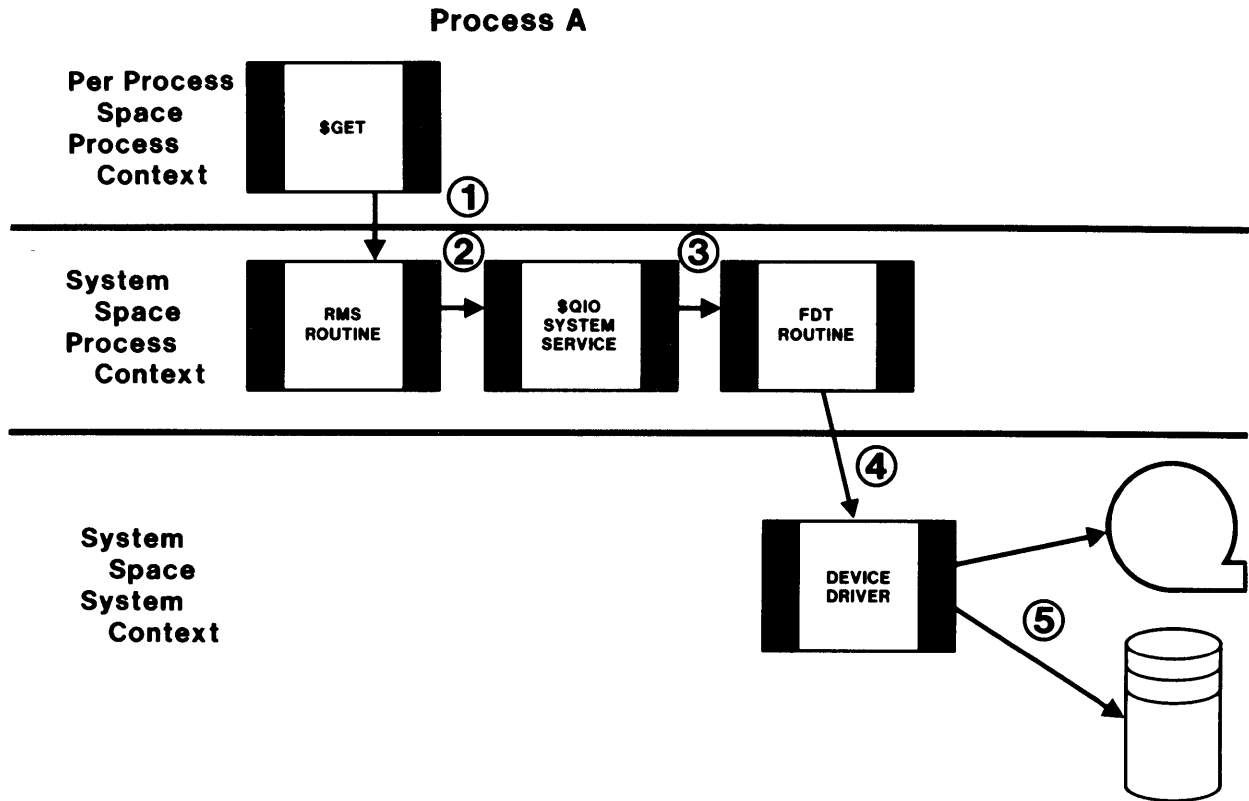 Process A
Per Process
Space
Process
Context
$GET
①
②
③
System
Space
Process
Context
RMS
ROUTINE
$QIO
SYSTEM
SERVICE
FDT
ROUTINE
④
System
Space
System
Context
DEVICE
DRIVER
⑤